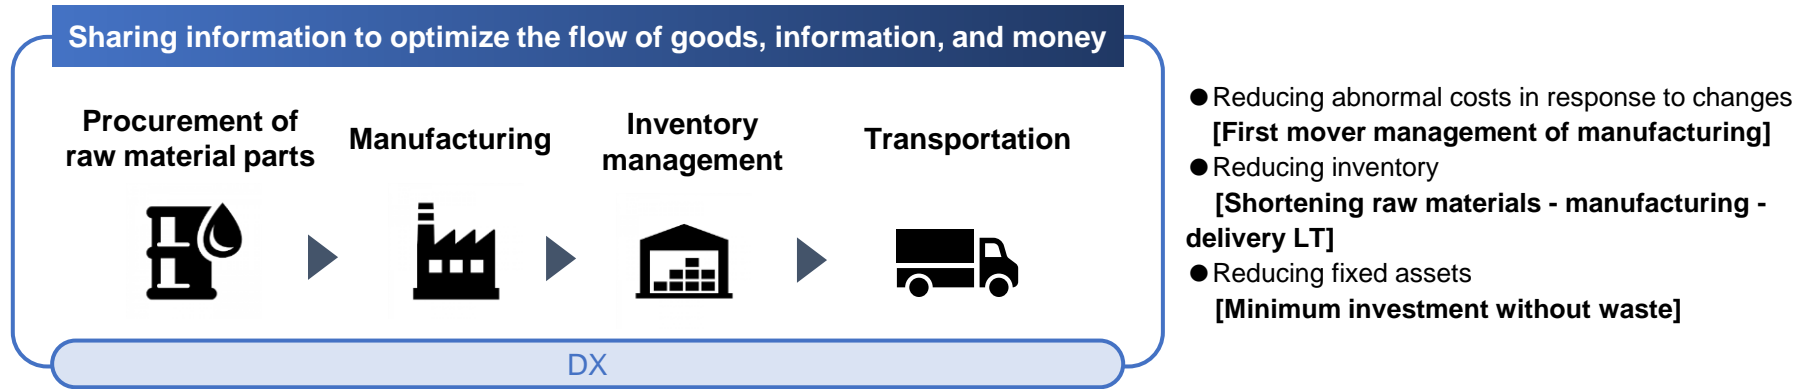 Sharing information to optimize the flow of goods, information, and money
Procurement of
raw material parts
Manufacturing
Inventory
management
Transportation
DX
●Reducing abnormal costs in response to changes
[First mover management of manufacturing]
●Reducing inventory
[Shortening raw materials - manufacturing -
delivery LT]
●Reducing fixed assets
[Minimum investment without waste]